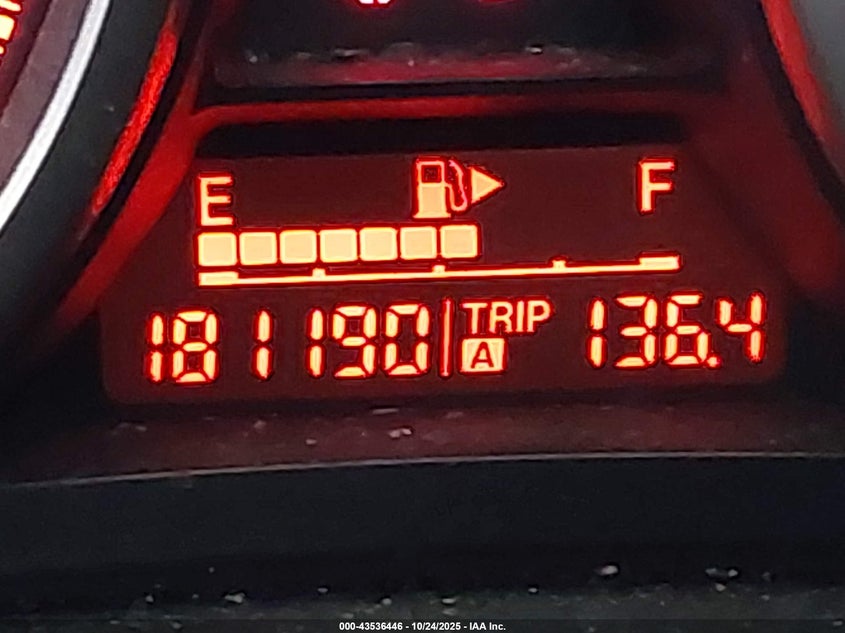 E F
181190 TRIP 136.4
A
000-43536446 - 10/24/2025 - IAA Inc.